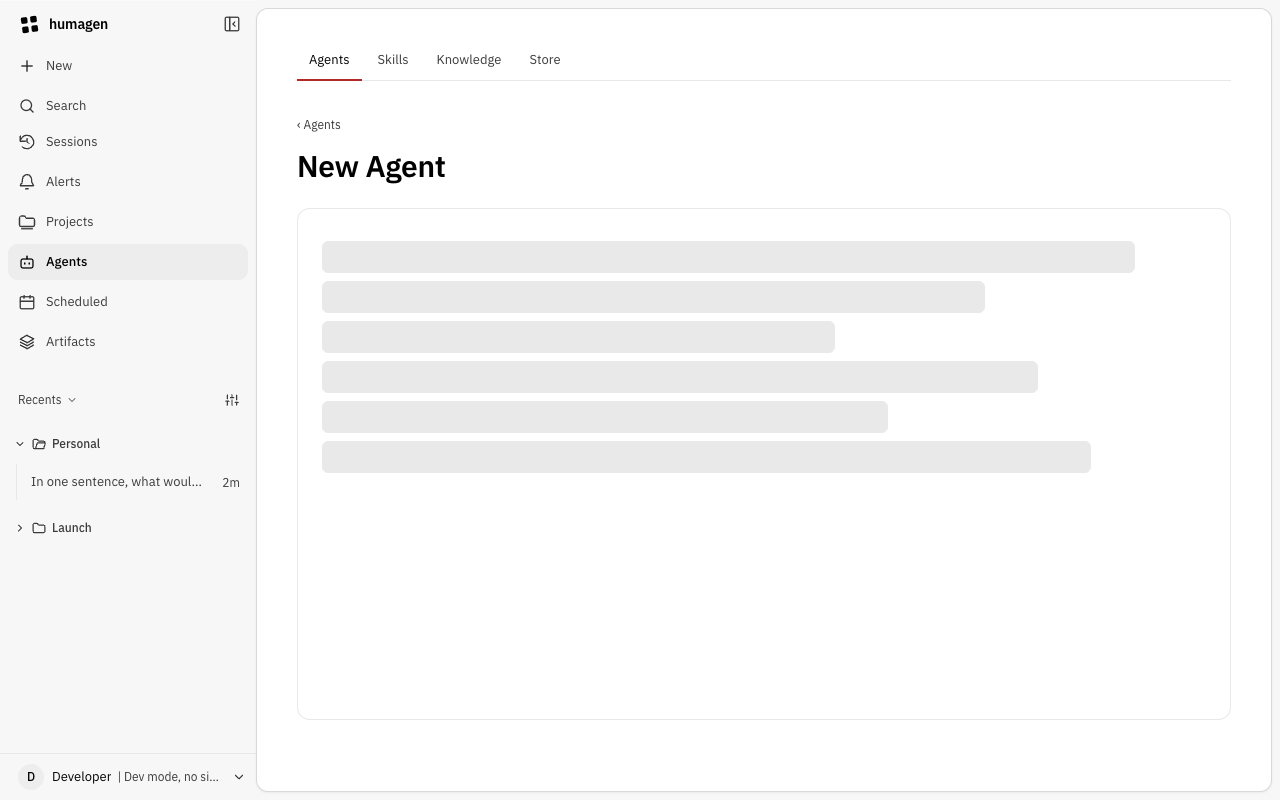 humagen
New
Search
Sessions
Alerts
Projects
Agents
Scheduled
Artifacts
Recents
Personal
In one sentence, what woul... 2m
Launch
D Developer | Dev mode, no si...
Agents Skills Knowledge Store
‹ Agents
New Agent